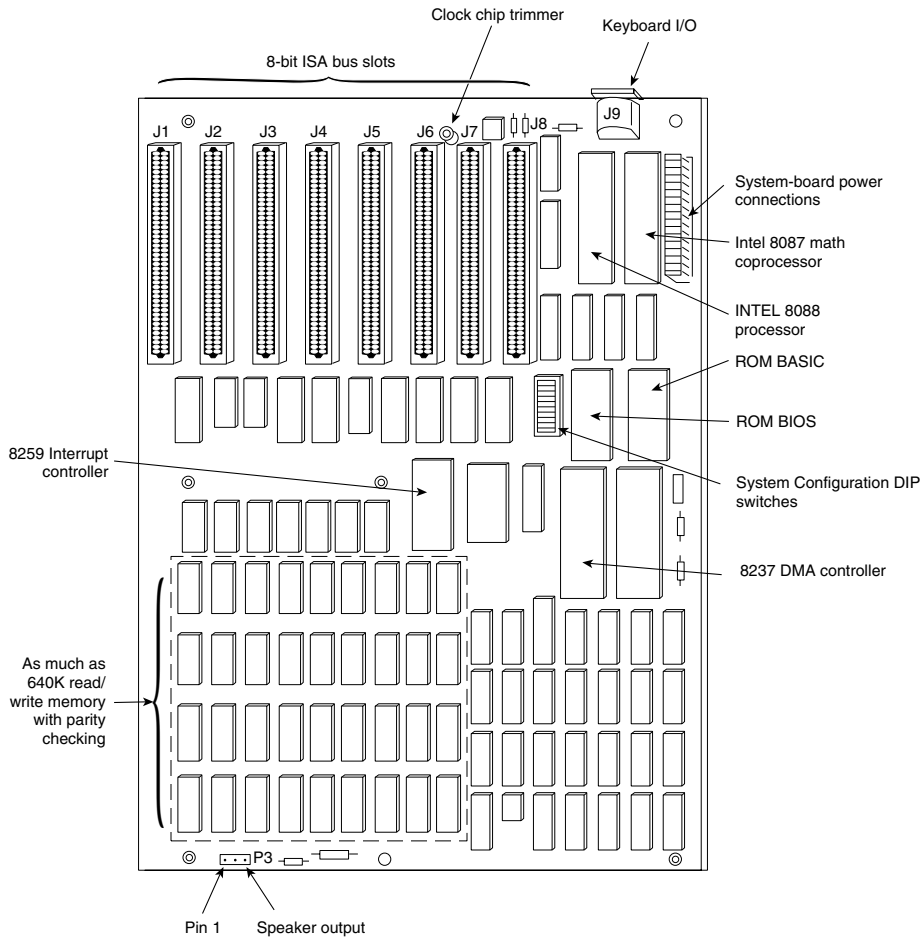 Clock chip trimmer
Keyboard I/O
8-bit ISA bus slots
J1
J2
J3
J4
J5
J6
J7
J8
J9
System-board power
connections
Intel 8087 math
coprocessor
INTEL 8088
processor
ROM BASIC
ROM BIOS
8259 Interrupt
controller
System Configuration DIP
switches
8237 DMA controller
As much as
640K read/
write memory
with parity
checking
P3
Pin 1
Speaker output